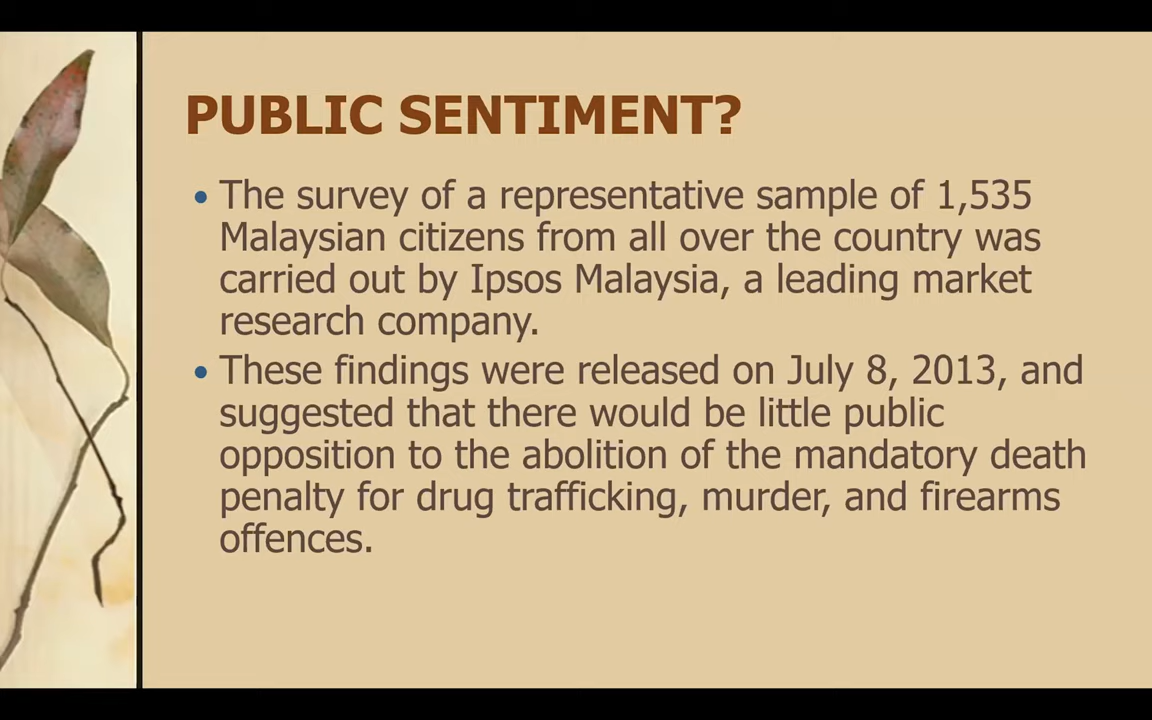 PUBLIC SENTIMENT?
• The survey of a representative sample of 1,535
Malaysian citizens from all over the country was
carried out by Ipsos Malaysia, a leading market
research company.
• These findings were released on July 8, 2013, and
suggested that there would be little public
opposition to the abolition of the mandatory death
penalty for drug trafficking, murder, and firearms
offences.